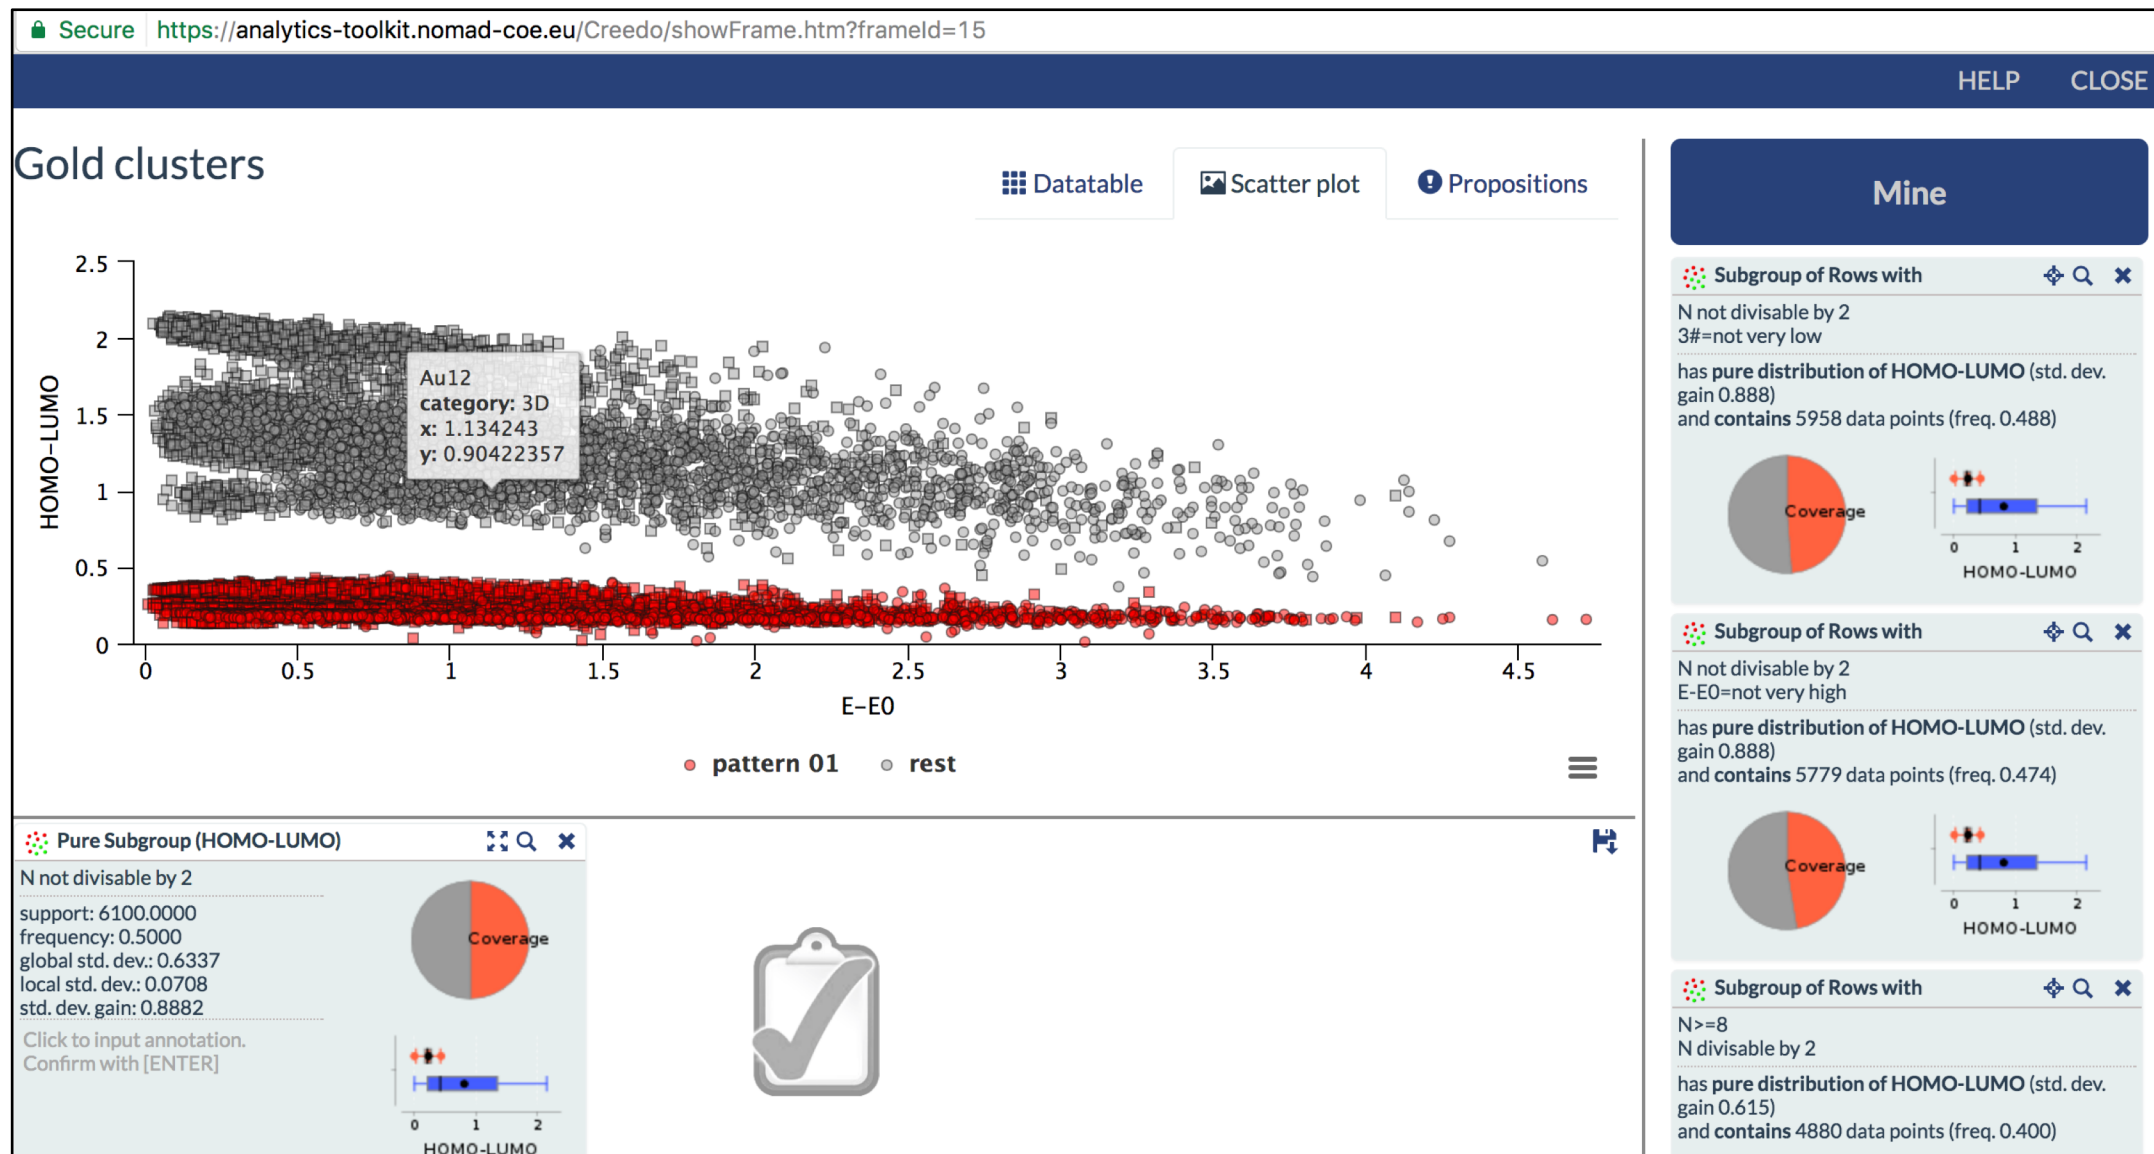 Secure https://analytics-toolkit.nomad-coe.eu/Creedo/showFrame.htm?frameId=15
HELP CLOSE
Gold clusters
Datatable Scatter plot Propositions
2.5
2
1.5
1
0.5
0
HOMO-LUMO
Au12
category: 3D
x: 1.134243
y: 0.90422357
0 0.5 1 1.5 2 2.5 3 3.5 4 4.5
E-E0
pattern 01 rest
Pure Subgroup (HOMO-LUMO)
N not divisable by 2
support: 6100.0000
frequency: 0.5000
global std. dev.: 0.6337
local std. dev.: 0.0708
std. dev. gain: 0.8882
Click to input annotation.
Confirm with [ENTER]
Coverage
0 1 2
HOMO-LUMO
Mine
Subgroup of Rows with
N not divisable by 2
3#=not very low
has pure distribution of HOMO-LUMO (std. dev.
gain 0.888)
and contains 5958 data points (freq. 0.488)
Coverage
0 1 2
HOMO-LUMO
Subgroup of Rows with
N not divisable by 2
E-E0=not very high
has pure distribution of HOMO-LUMO (std. dev.
gain 0.888)
and contains 5779 data points (freq. 0.474)
Coverage
0 1 2
HOMO-LUMO
Subgroup of Rows with
N>=8
N divisable by 2
has pure distribution of HOMO-LUMO (std. dev.
gain 0.615)
and contains 4880 data points (freq. 0.400)